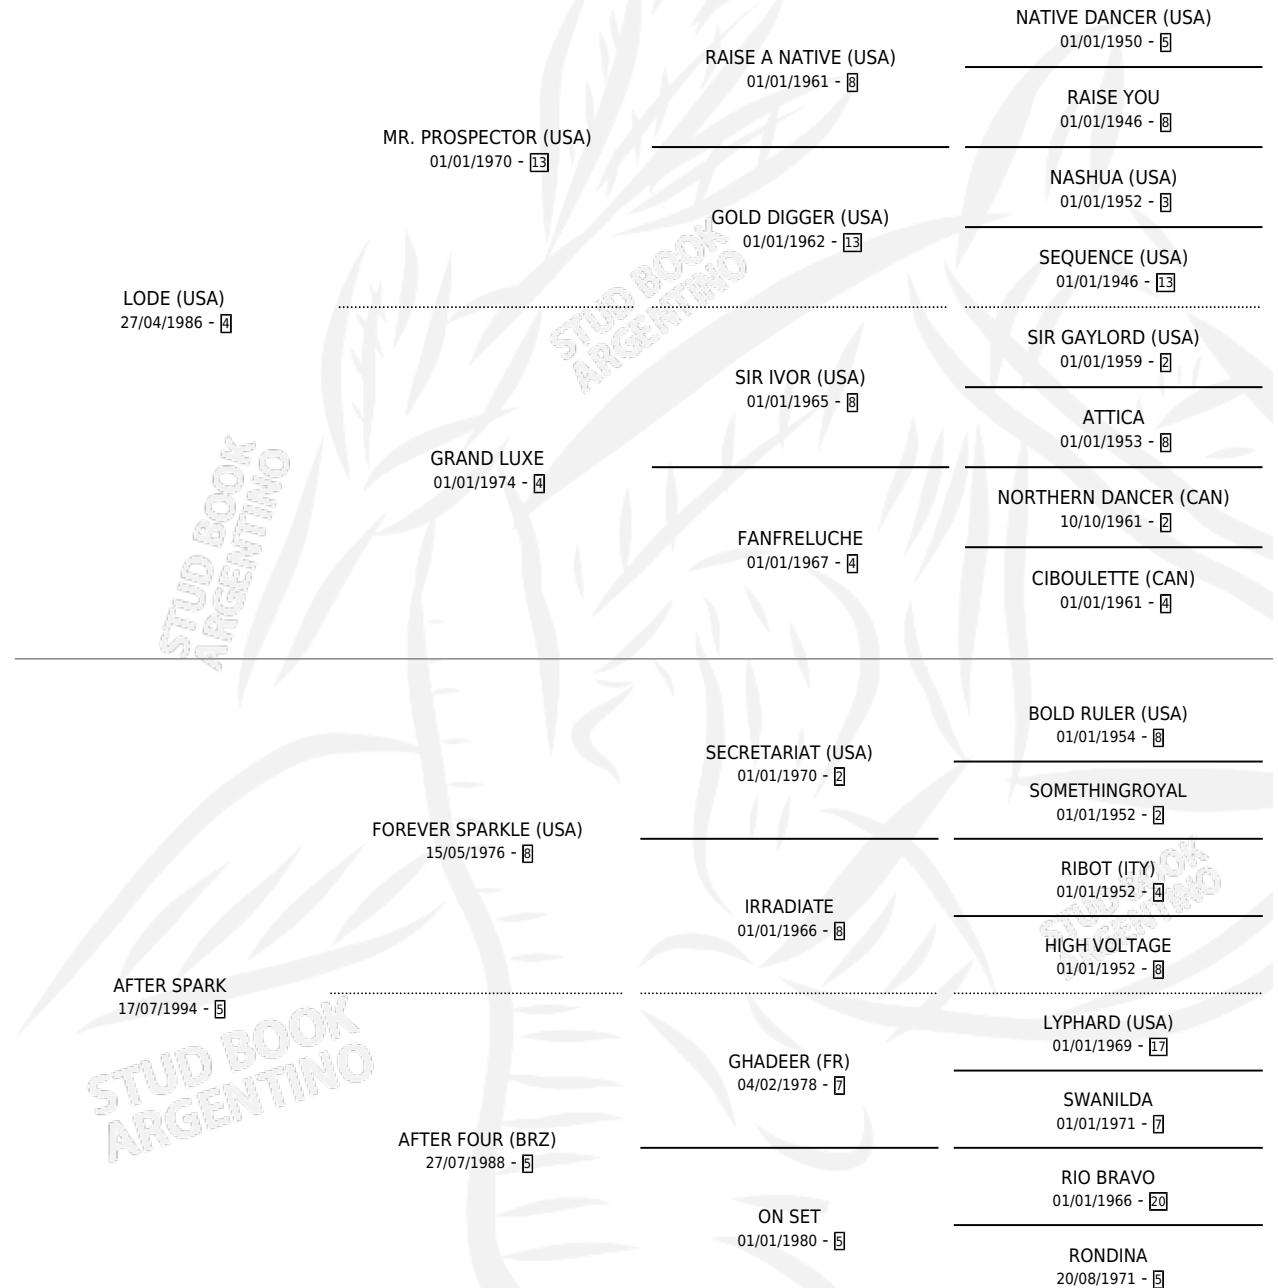 NATIVE DANCER (USA)
01/01/1950 - 5
RAISE A NATIVE (USA)
01/01/1961 - 8
RAISE YOU
01/01/1946 - 8
MR. PROSPECTOR (USA)
01/01/1970 - 13
NASHUA (USA)
01/01/1952 - 3
GOLD DIGGER (USA)
01/01/1962 - 13
SEQUENCE (USA)
01/01/1946 - 13
LODE (USA)
27/04/1986 - 4
STUD BOOK
ARGENTINO
SIR GAYLORD (USA)
01/01/1959 - 2
SIR IVOR (USA)
01/01/1965 - 8
ATTICA
01/01/1953 - 8
GRAND LUXE
01/01/1974 - 4
NORTHERN DANCER (CAN)
10/10/1961 - 2
FANFRELUCHE
01/01/1967 - 4
CIBOULETTE (CAN)
01/01/1961 - 4
STUD BOOK
ARGENTINO
BOLD RULER (USA)
01/01/1954 - 8
SECRETARIAT (USA)
01/01/1970 - 2
SOMETHINGROYAL
01/01/1952 - 2
FOREVER SPARKLE (USA)
15/05/1976 - 8
RIBOT (ITY)
01/01/1952 - 4
IRRADIATE
01/01/1966 - 8
HIGH VOLTAGE
01/01/1952 - 8
STUD BOOK
ARGENTINO
AFTER SPARK
17/07/1994 - 5
LYPHARD (USA)
01/01/1969 - 17
GHADEER (FR)
04/02/1978 - 7
SWANILDA
01/01/1971 - 7
STUD BOOK
ARGENTINO
AFTER FOUR (BRZ)
27/07/1988 - 5
RIO BRAVO
01/01/1966 - 20
ON SET
01/01/1980 - 5
RONDINA
20/08/1971 - 5